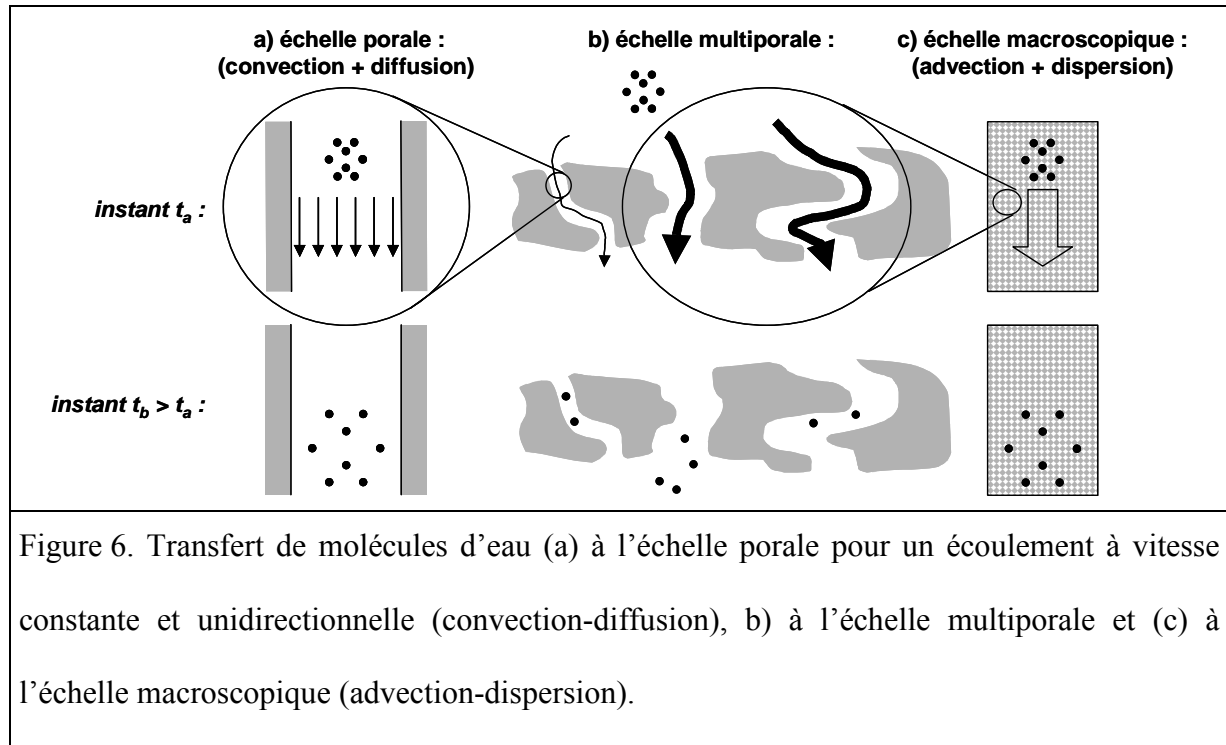 a) échelle porale :
(convection + diffusion)
b) échelle multiporale :
c) échelle macroscopique :
(advection + dispersion)
instant ta :
instant tb > ta :
Figure 6. Transfert de molécules d’eau (a) à l’échelle porale pour un écoulement à vitesse
constante et unidirectionnelle (convection-diffusion), b) à l’échelle multiporale et (c) à
l’échelle macroscopique (advection-dispersion).